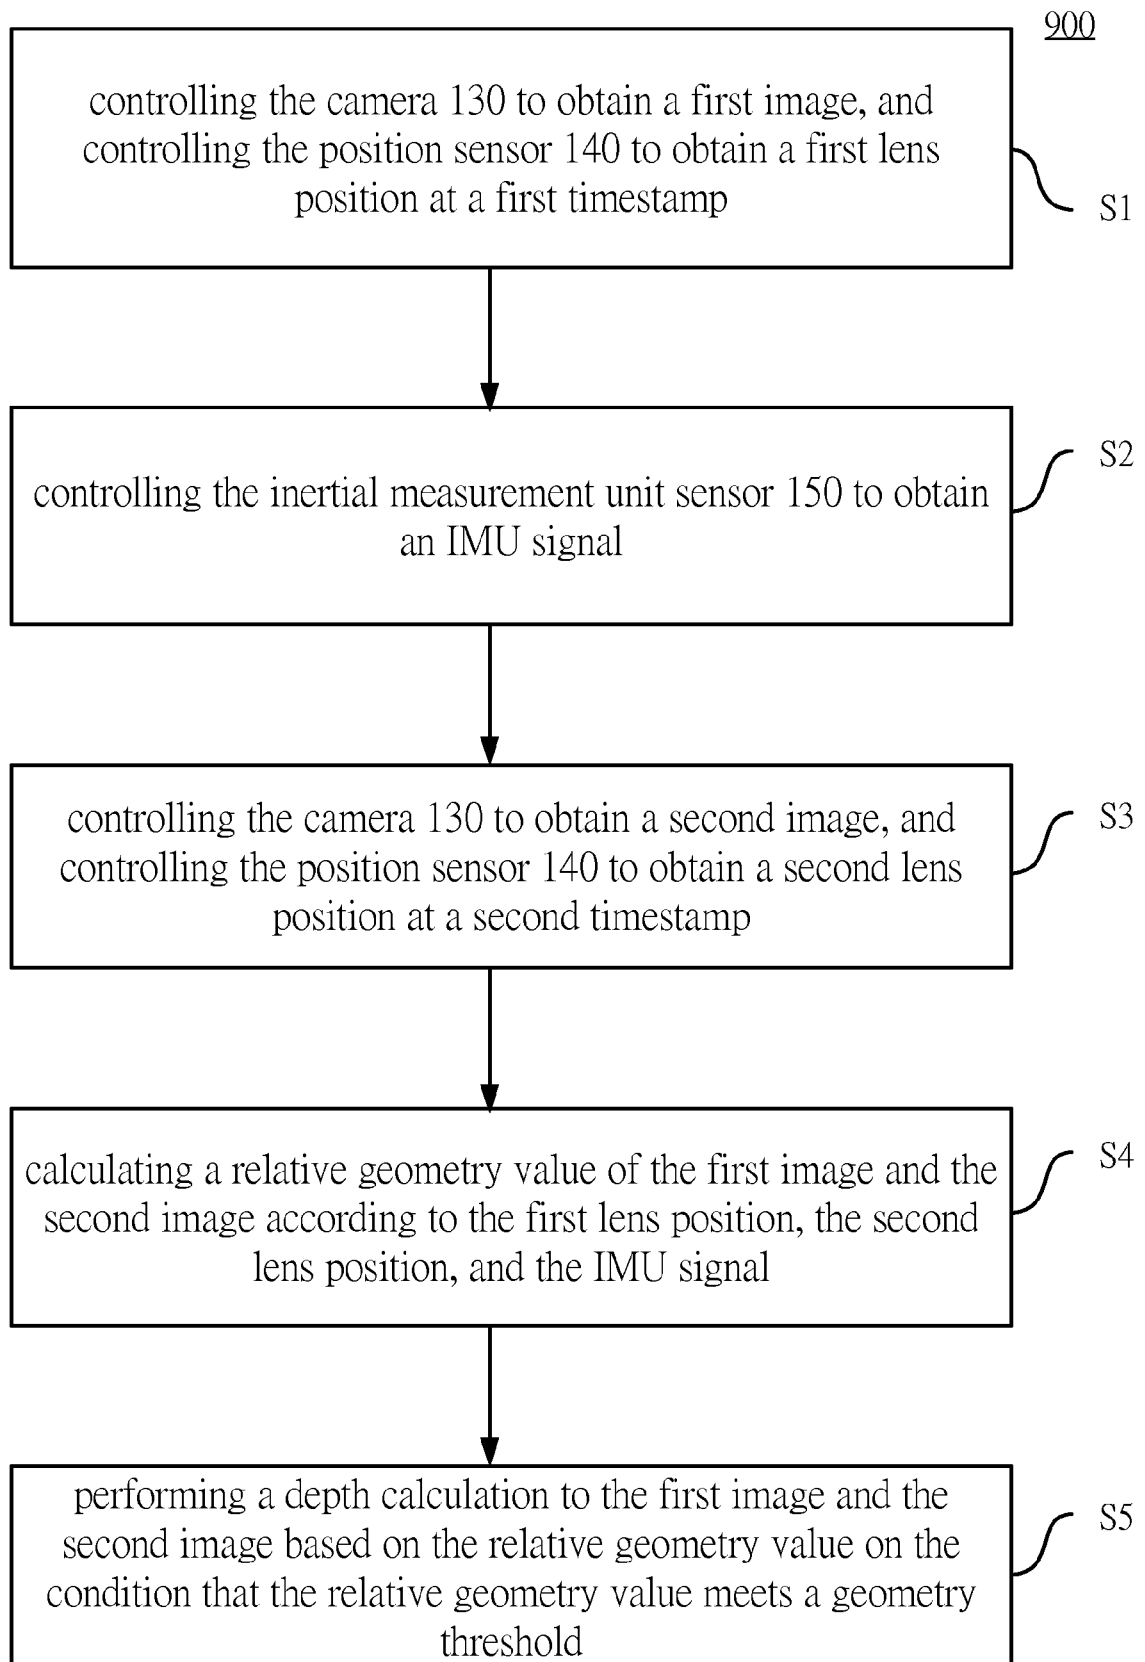 900
controlling the camera 130 to obtain a first image, and
controlling the position sensor 140 to obtain a first lens
position at a first timestamp
S1
controlling the inertial measurement unit sensor 150 to obtain
an IMU signal
S2
controlling the camera 130 to obtain a second image, and
controlling the position sensor 140 to obtain a second lens
position at a second timestamp
S3
calculating a relative geometry value of the first image and the
second image according to the first lens position, the second
lens position, and the IMU signal
S4
performing a depth calculation to the first image and the
second image based on the relative geometry value on the
condition that the relative geometry value meets a geometry
threshold
S5